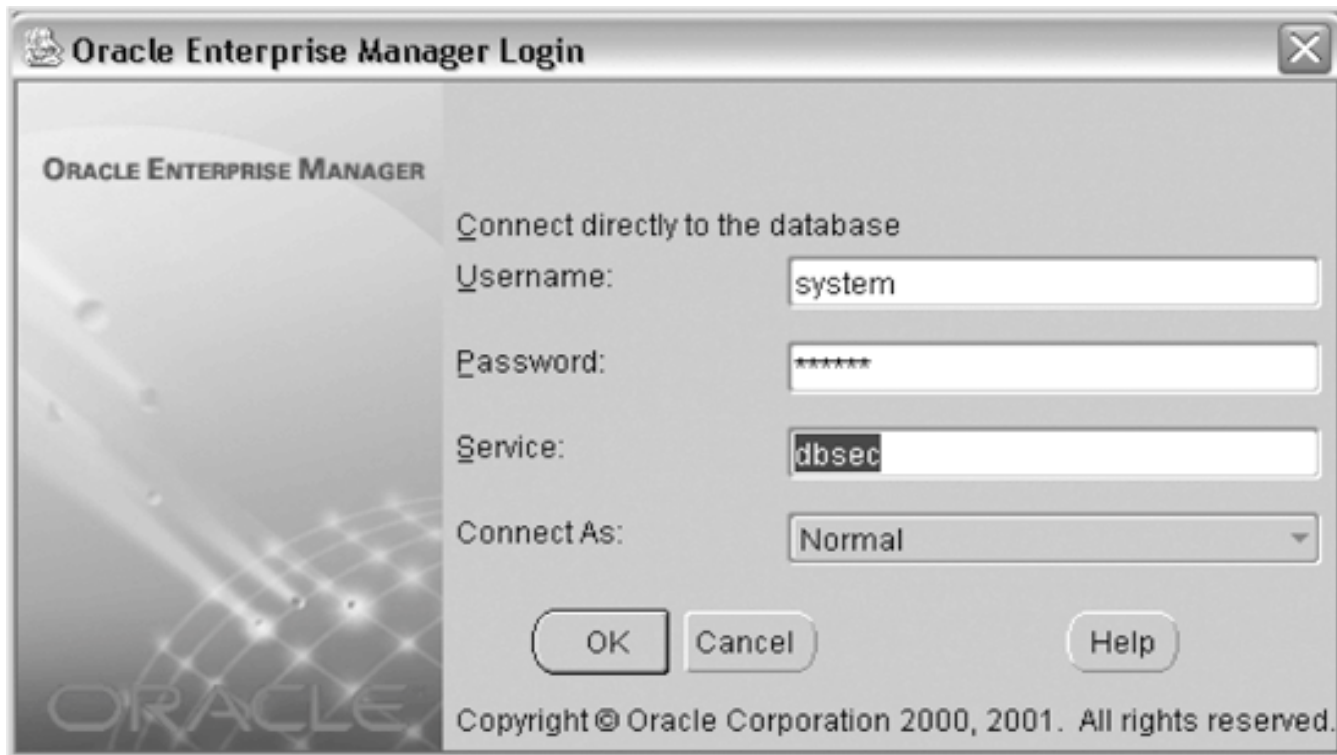 Oracle Enterprise Manager Login
ORACLE ENTERPRISE MANAGER
Connect directly to the database
Username:
system
Password:
******
Service:
dbsec
Connect As:
Normal
OK
Cancel
Help
ORACLE
Copyright © Oracle Corporation 2000, 2001. All rights reserved.